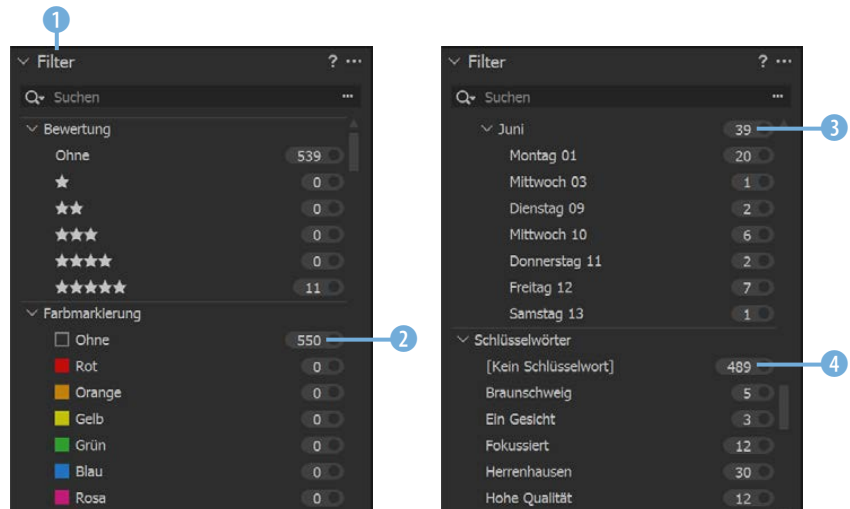 1
Filter ? ...
Suchen ...
Bewertung
Ohne 539
★ 0
★★ 0
★★★ 0
★★★★ 0
★★★★★ 11
Farbmarkierung
Ohne 550 2
Rot 0
Orange 0
Gelb 0
Grün 0
Blau 0
Rosa 0
Filter ? ...
Suchen ...
Juni 39 3
Montag 01 20
Mittwoch 03 1
Dienstag 09 2
Mittwoch 10 6
Donnerstag 11 2
Freitag 12 7
Samstag 13 1
Schlüsselwörter
[Kein Schlüsselwort] 489 4
Braunschweig 5
Ein Gesicht 3
Fokussiert 12
Herrenhausen 30
Hohe Qualität 12